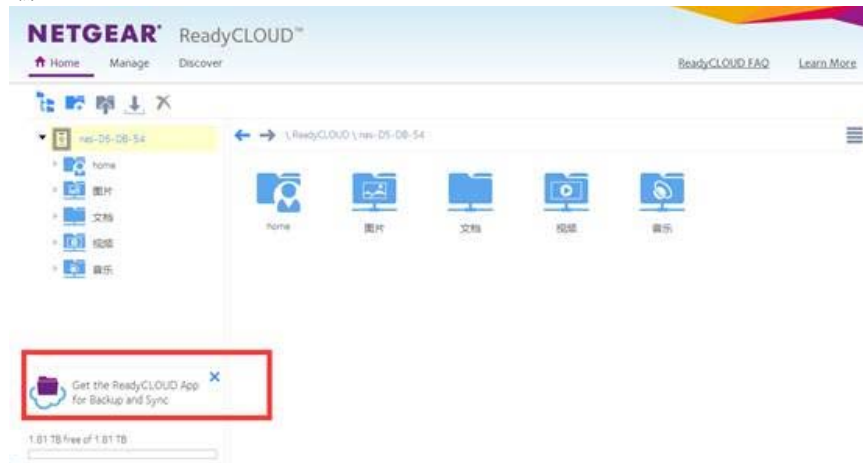 NETGEAR® ReadyCLOUD™
Home Manage Discover
ReadyCLOUD FAQ Learn More
nas-D5-DB-54
\ ReadyCLOUD \ nas-D5-DB-54
home
图片
文档
视频
音乐
home
图片
文档
视频
音乐
Get the ReadyCLOUD App
for Backup and Sync
1.81 TB free of 1.81 TB